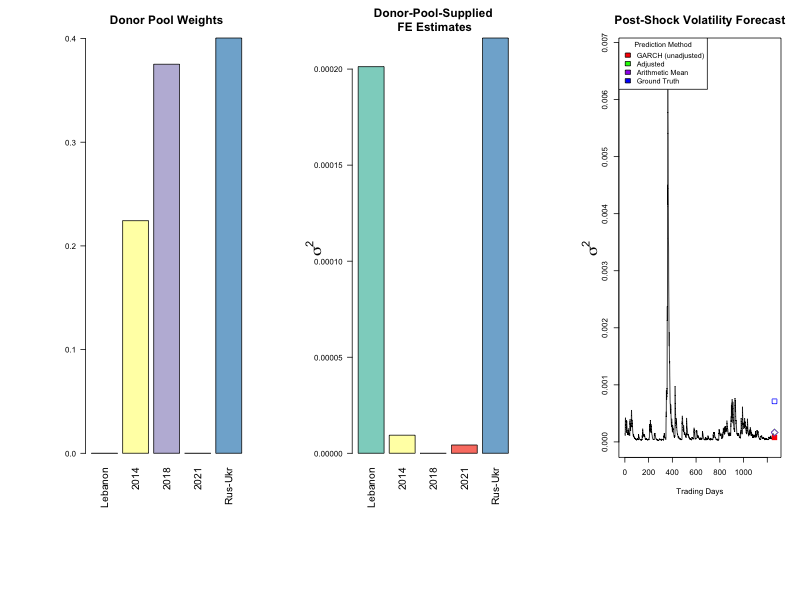 Donor Pool Weights
0.4
0.3
0.2
0.1
0.0
Lebanon
2014
2018
2021
Rus-Ukr
Donor-Pool-Supplied
FE Estimates
σ2
0.00020
0.00015
0.00010
0.00005
0.00000
Lebanon
2014
2018
2021
Rus-Ukr
Post-Shock Volatility Forecast
σ2
0.007
0.006
0.005
0.004
0.003
0.002
0.001
0.000
Prediction Method
GARCH (unadjusted)
Adjusted
Arithmetic Mean
Ground Truth
0 200 400 600 800 1000
Trading Days